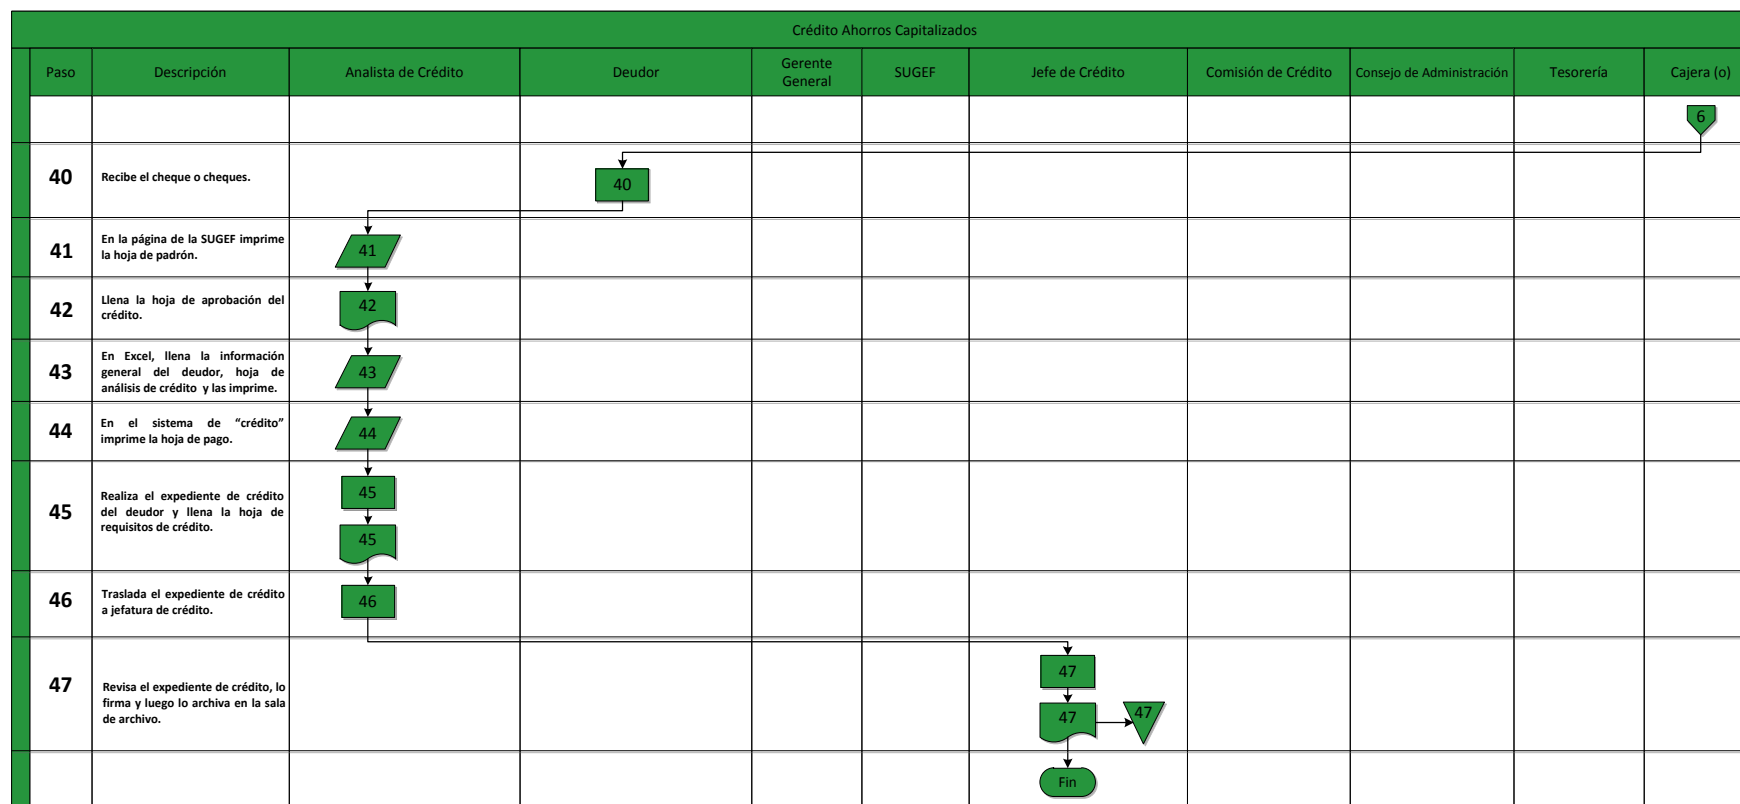 Crédito Ahorros Capitalizados
Paso
Descripción
Analista de Crédito
Deudor
Gerente
General
SUGEF
Jefe de Crédito
Comisión de Crédito
Consejo de Administración
Tesorería
Cajera (o)
6
40
Recibe el cheque o cheques.
40
41
En la página de la SUGEF imprime
la hoja de padrón.
41
42
Llena la hoja de aprobación del
crédito.
42
43
En Excel, llena la información
general del deudor, hoja de
análisis de crédito y las imprime.
43
44
En el sistema de “crédito”
imprime la hoja de pago.
44
45
Realiza el expediente de crédito
del deudor y llena la hoja de
requisitos de crédito.
45
45
46
Traslada el expediente de crédito
a jefatura de crédito.
46
47
Revisa el expediente de crédito, lo
firma y luego lo archiva en la sala
de archivo.
47
47
47
Fin